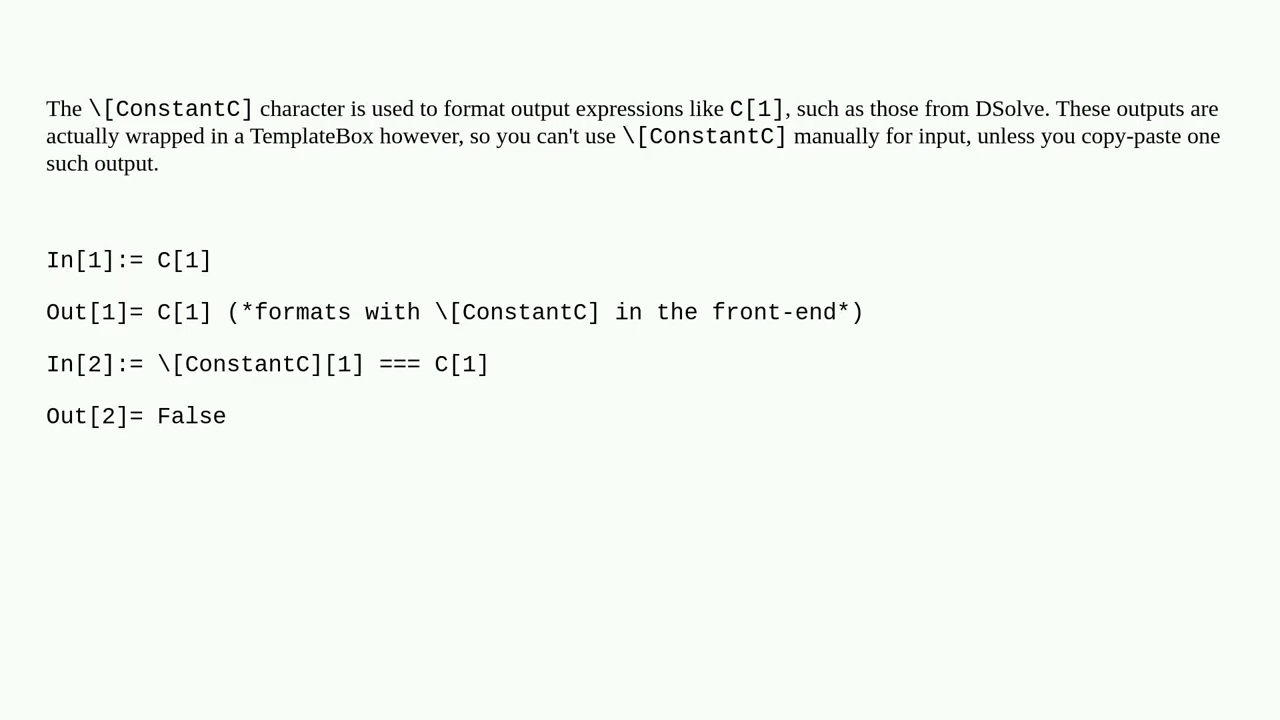 The \[ConstantC] character is used to format output expressions like C[1], such as those from DSolve. These outputs are
actually wrapped in a TemplateBox however, so you can't use \[ConstantC] manually for input, unless you copy-paste one
such output.
In[1]:= C[1]
Out[1]= C[1] (*formats with \[ConstantC] in the front-end*)
In[2]:= \[ConstantC][1] === C[1]
Out[2]= False